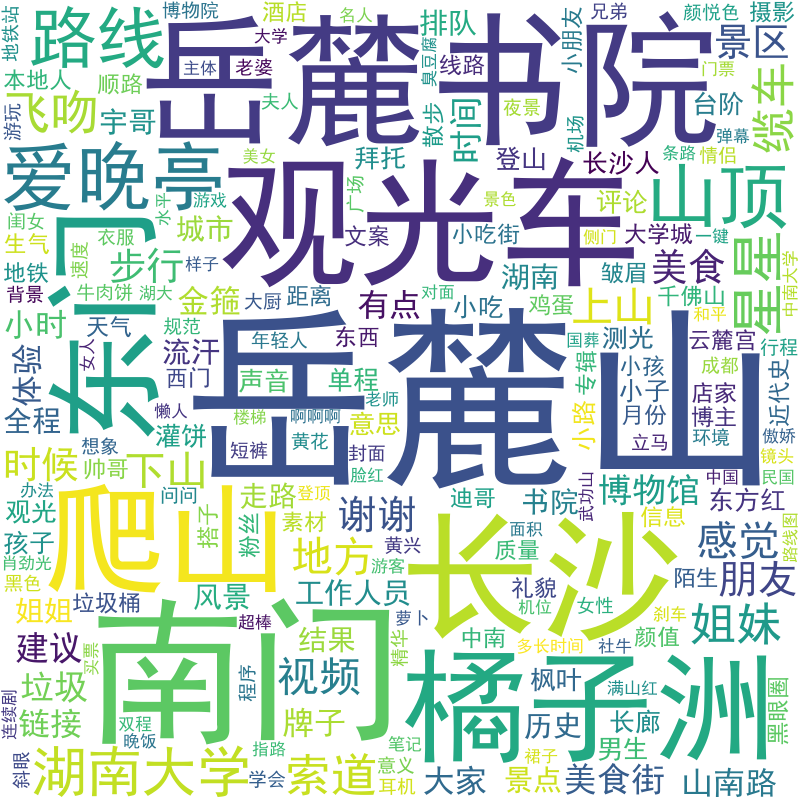 岳麓书院
观光车
岳麓山
长沙
爬山
南门
橘子洲
东门
爱晚亭
路线
飞吻
山顶
星星
缆车
景区
湖南大学
索道
视频
姐妹
朋友
感觉
谢谢
地方
下山
上山
步行
美食
时间
时候
全体验
小时
金箍
有点
流汗
城市
湖南
博物馆
东方红
书院
建议
垃圾
链接
牌子
结果
工作人员
风景
枫叶
历史
长廊
男生
大家
景点
美食街
山南路
黑眼圈
颜值
中南
礼貌
质量
陌生
信息
迪哥
走路
声音
单程
意思
灌饼
距离
小吃
小吃街
大学城
皱眉
鸡蛋
千佛山
云麓宫
测光
小孩
小子
月份
店家
博主
成都
环境
近代史
行程
专辑
小路
立马
国葬
和平
一键
中南大学
侧门
景色
对面
评论
长沙人
登山
台阶
情侣
条路
弹幕
门票
机场
夜景
散步
臭豆腐
线路
排队
小朋友
兄弟
颜悦色
摄影
名人
酒店
博物院
地铁站
本地人
顺路
主体
大学
老婆
夫人
宇哥
拜托
游玩
美女
游戏
广场
水平
文案
衣服
闺女
生气
地铁
速度
样子
背景
牛肉饼
湖大
大厨
天气
规范
年轻人
东西
西门
女人
懒人
楼梯
啊啊啊
老师
短裤
黄花
封面
脸红
想象
帅哥
办法
问问
登顶
观光
孩子
搭子
粉丝
素材
黄兴
游客
面积
武功山
中国
民国
傲娇
镜头
路线图
肖劲光
黑色
姐姐
垃圾桶
买票
超棒
萝卜
精华
机位
女性
刹车
多长时间
社牛
满山红
程序
连续剧
双程
晚饭
指路
笔记
意义
耳机
学会
斜眼
裙子
全程